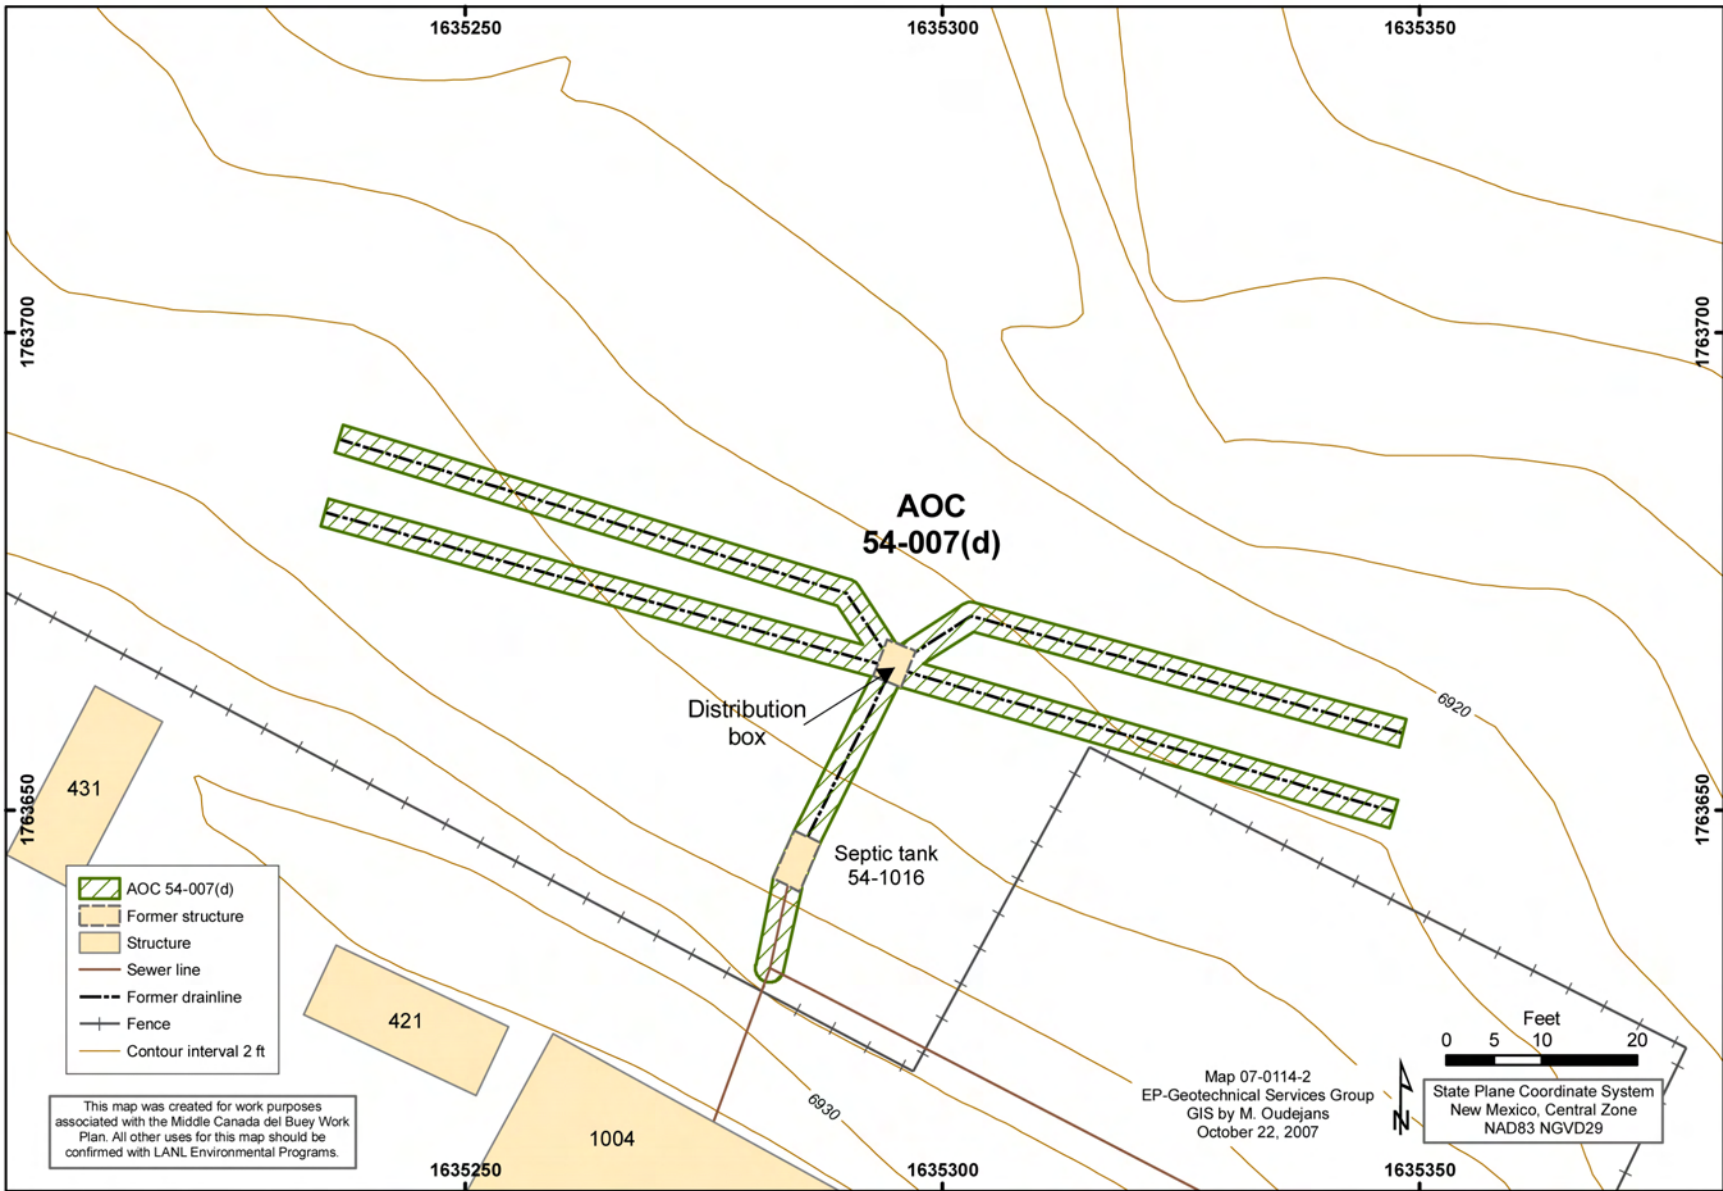 1635250
1635300
1635350
1763700
1763700
AOC
54-007(d)
Distribution
box
6920
1763650
1763650
431
Septic tank
54-1016
AOC 54-007(d)
Former structure
Structure
Sewer line
Former drainline
Fence
Contour interval 2 ft
421
1004
6930
Feet
0 5 10 20
Map 07-0114-2
EP-Geotechnical Services Group
GIS by M. Oudejans
October 22, 2007
N
State Plane Coordinate System
New Mexico, Central Zone
NAD83 NGVD29
This map was created for work purposes
associated with the Middle Canada del Buey Work
Plan. All other uses for this map should be
confirmed with LANL Environmental Programs.
1635250
1635300
1635350